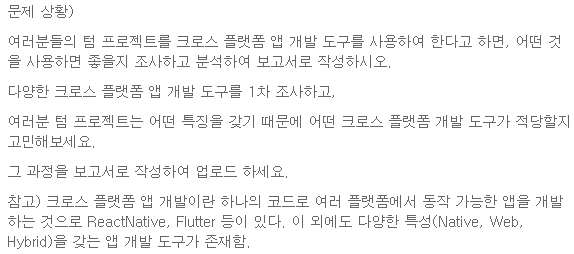 문제 상황)
여러분들의 텀 프로젝트를 크로스 플랫폼 앱 개발 도구를 사용하여 한다고 하면, 어떤 것
을 사용하면 좋을지 조사하고 분석하여 보고서로 작성하시오.
다양한 크로스 플랫폼 앱 개발 도구를 1차 조사하고,
여러분 텀 프로젝트는 어떤 특징을 갖기 때문에 어떤 크로스 플랫폼 개발 도구가 적당할지
고민해보세요.
그 과정을 보고서로 작성하여 업로드 하세요.
참고) 크로스 플랫폼 앱 개발이란 하나의 코드로 여러 플랫폼에서 동작 가능한 앱을 개발
하는 것으로 ReactNative, Flutter 등이 있다. 이 외에도 다양한 특성(Native, Web,
Hybrid)을 갖는 앱 개발 도구가 존재함.